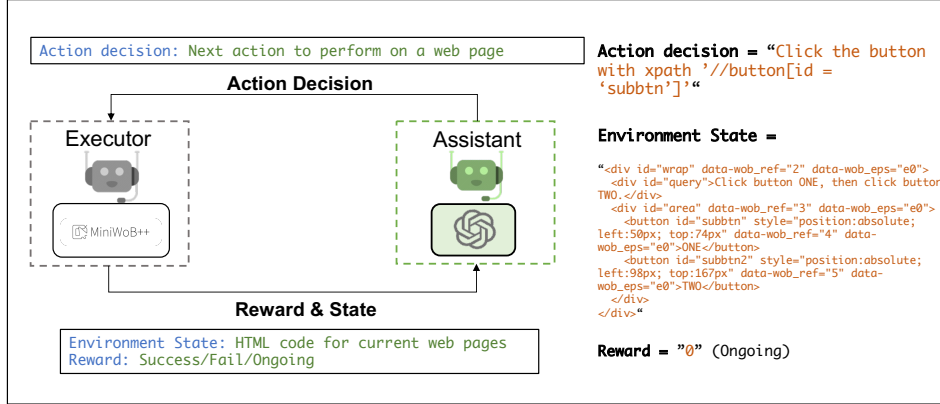 Action decision: Next action to perform on a web page
Action Decision
Executor
Assistant
MiniWoB++
Reward & State
Environment State: HTML code for current web pages
Reward: Success/Fail/Ongoing
Action decision = “Click the button
with xpath ’//button[id =
‘subbtn’]’“
Environment State =
“<div id="wrap" data-wob_ref="2" data-wob_eps="e0">
<div id="query">Click button ONE, then click button
TWO.</div>
<div id="area" data-wob_ref="3" data-wob_eps="e0">
<button id="subbtn" style="position:absolute;
left:50px; top:74px" data-wob_ref="4" data-
wob_eps="e0">ONE</button>
<button id="subbtn2" style="position:absolute;
left:98px; top:167px" data-wob_ref="5" data-
wob_eps="e0">TWO</button>
</div>
</div>“
Reward = ”0” (Ongoing)